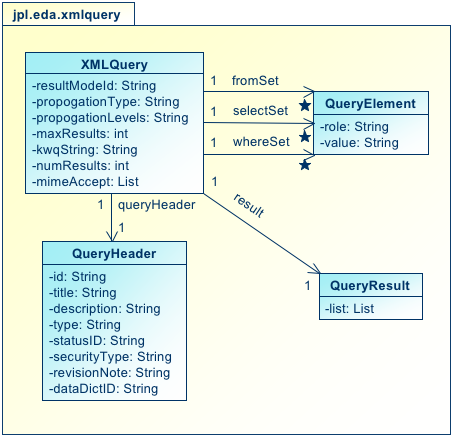 jpl.eda.xmlquery
XMLQuery
-resultModeId: String
-propogationType: String
-propogationLevels: String
-maxResults: int
-kwqString: String
-numResults: int
-mimeAccept: List
1 fromSet
1 selectSet
1 whereSet
QueryElement
-role: String
-value: String
1 queryHeader
1
1 result
1
QueryHeader
-id: String
-title: String
-description: String
-type: String
-statusID: String
-securityType: String
-revisionNote: String
-dataDictID: String
QueryResult
-list: List